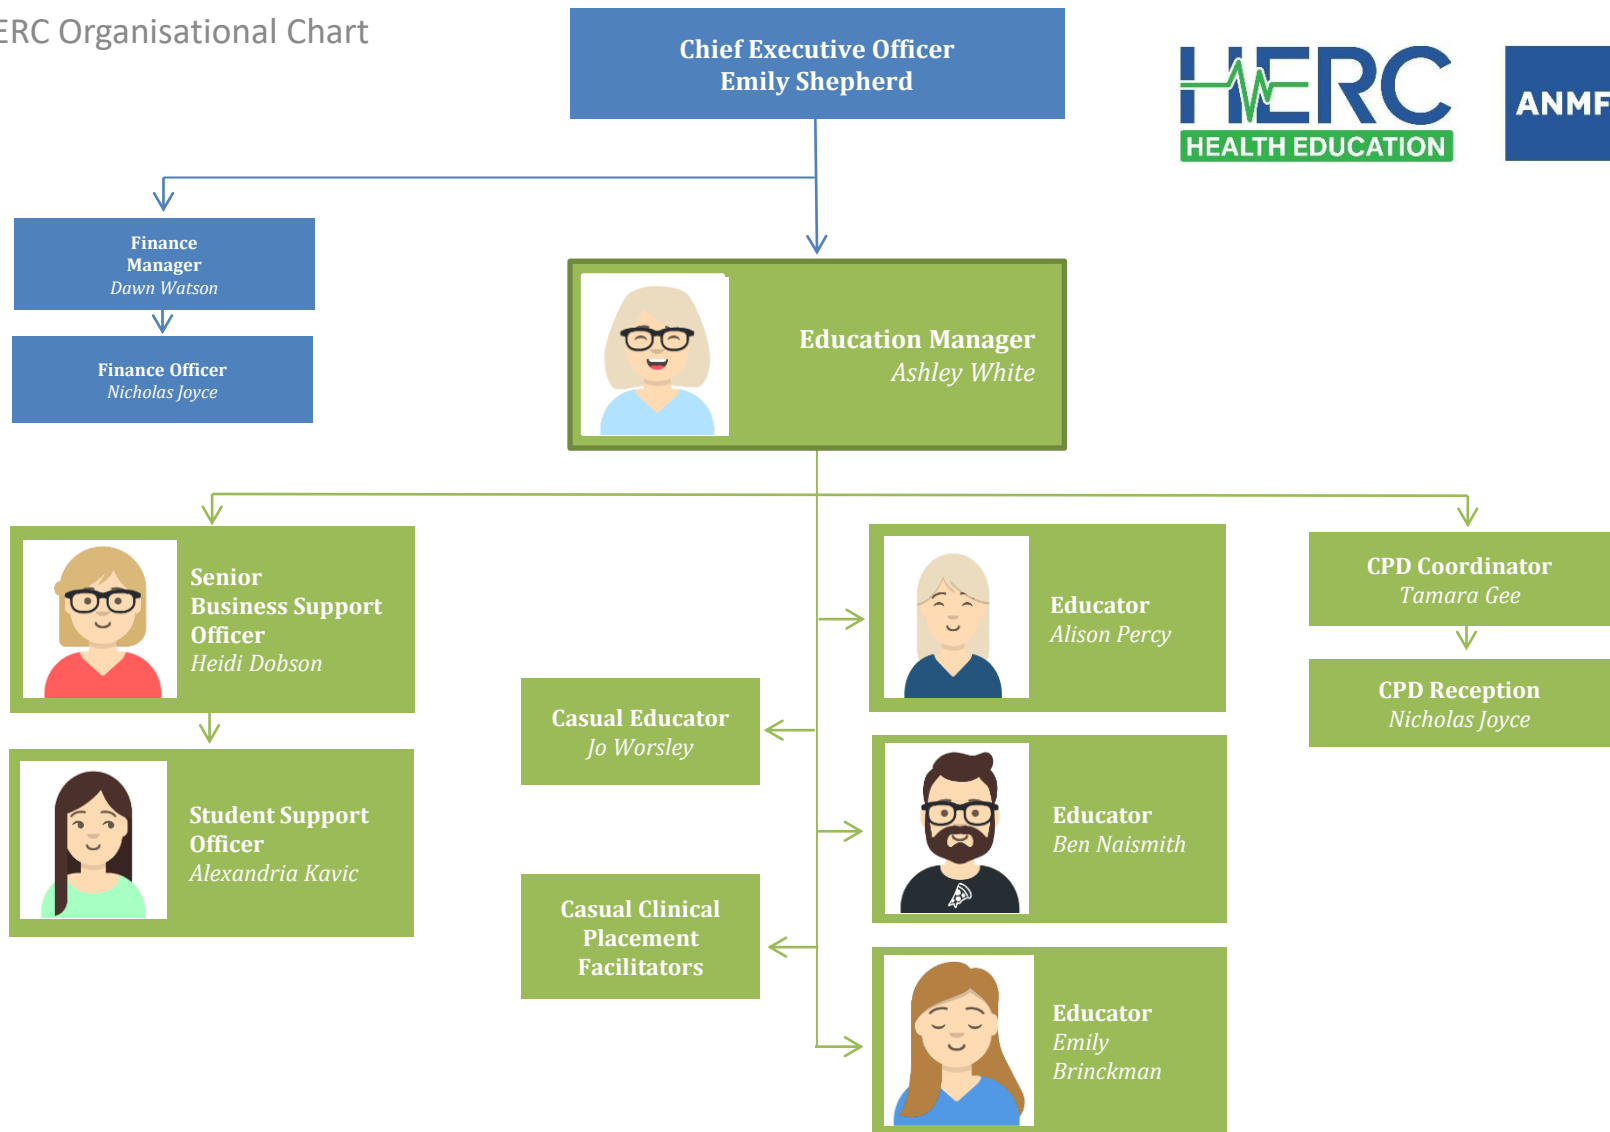 ERC Organisational Chart
Chief Executive Officer
Emily Shepherd
HERC
HEALTH EDUCATION
ANMF
Finance
Manager
Dawn Watson
Finance Officer
Nicholas Joyce
Education Manager
Ashley White
Senior
Business Support
Officer
Heidi Dobson
Student Support
Officer
Alexandria Kavic
Casual Educator
Jo Worsley
Casual Clinical
Placement
Facilitators
Educator
Alison Percy
Educator
Ben Naismith
Educator
Emily
Brinckman
CPD Coordinator
Tamara Gee
CPD Reception
Nicholas Joyce